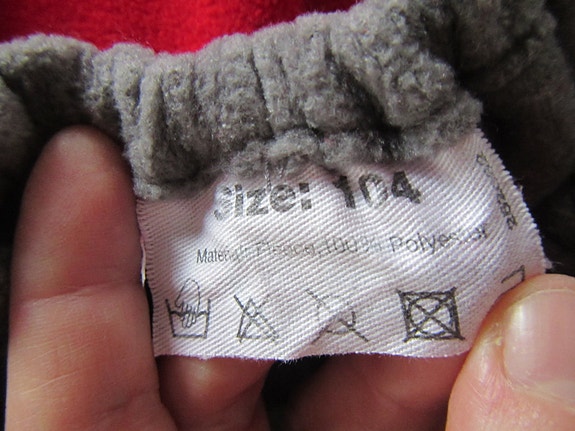 Size: 104
Material: Fleece, 100% Polyester